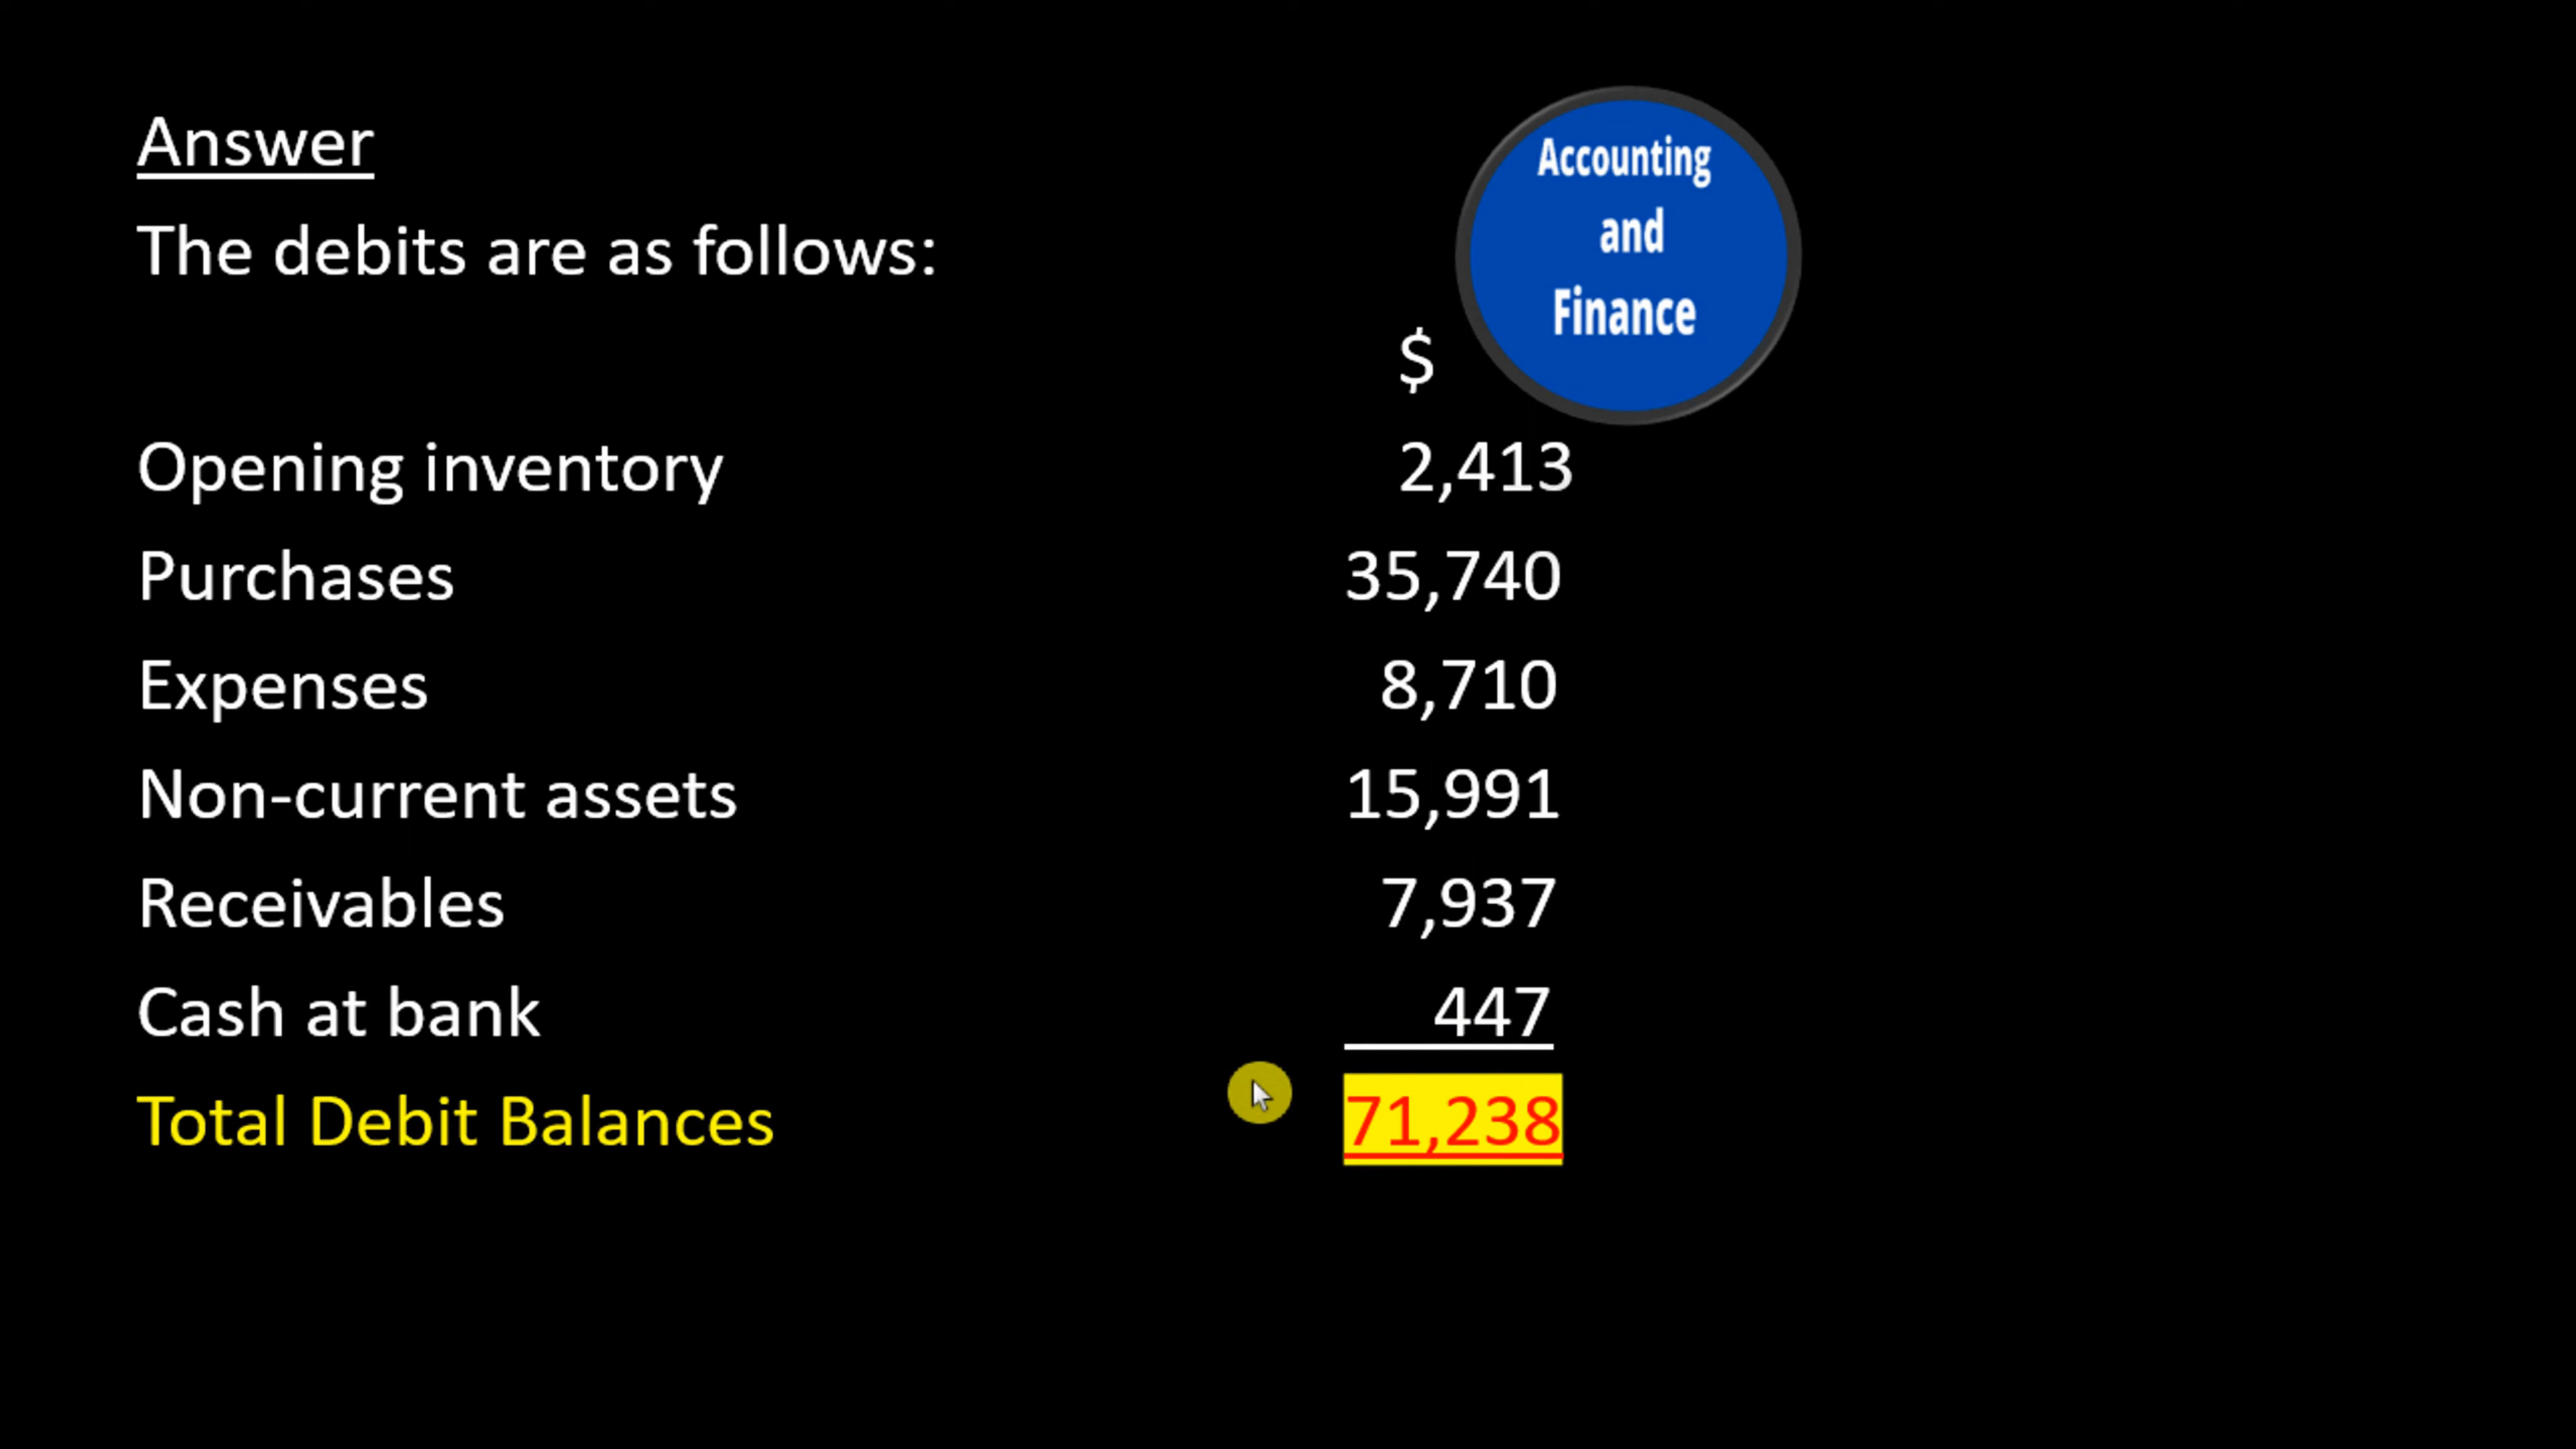 Answer
The debits are as follows:
Accounting
and
Finance
$
Opening inventory 2,413
Purchases 35,740
Expenses 8,710
Non-current assets 15,991
Receivables 7,937
Cash at bank 447
Total Debit Balances 71,238